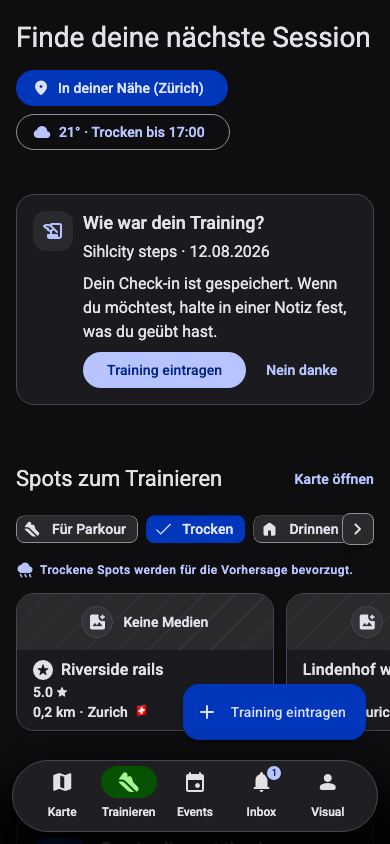 Finde deine nächste Session
In deiner Nähe (Zürich)
21° · Trocken bis 17:00
Wie war dein Training?
Sihlcity steps · 12.08.2026
Dein Check-in ist gespeichert. Wenn
du möchtest, halte in einer Notiz fest,
was du geübt hast.
Training eintragen
Nein danke
Spots zum Trainieren
Karte öffnen
Für Parkour
Trocken
Drinnen
Trockene Spots werden für die Vorhersage bevorzugt.
Keine Medien
Riverside rails
5.0
0,2 km · Zurich
Lindenhof
Training eintragen
1
Karte
Trainieren
Events
Inbox
Visual